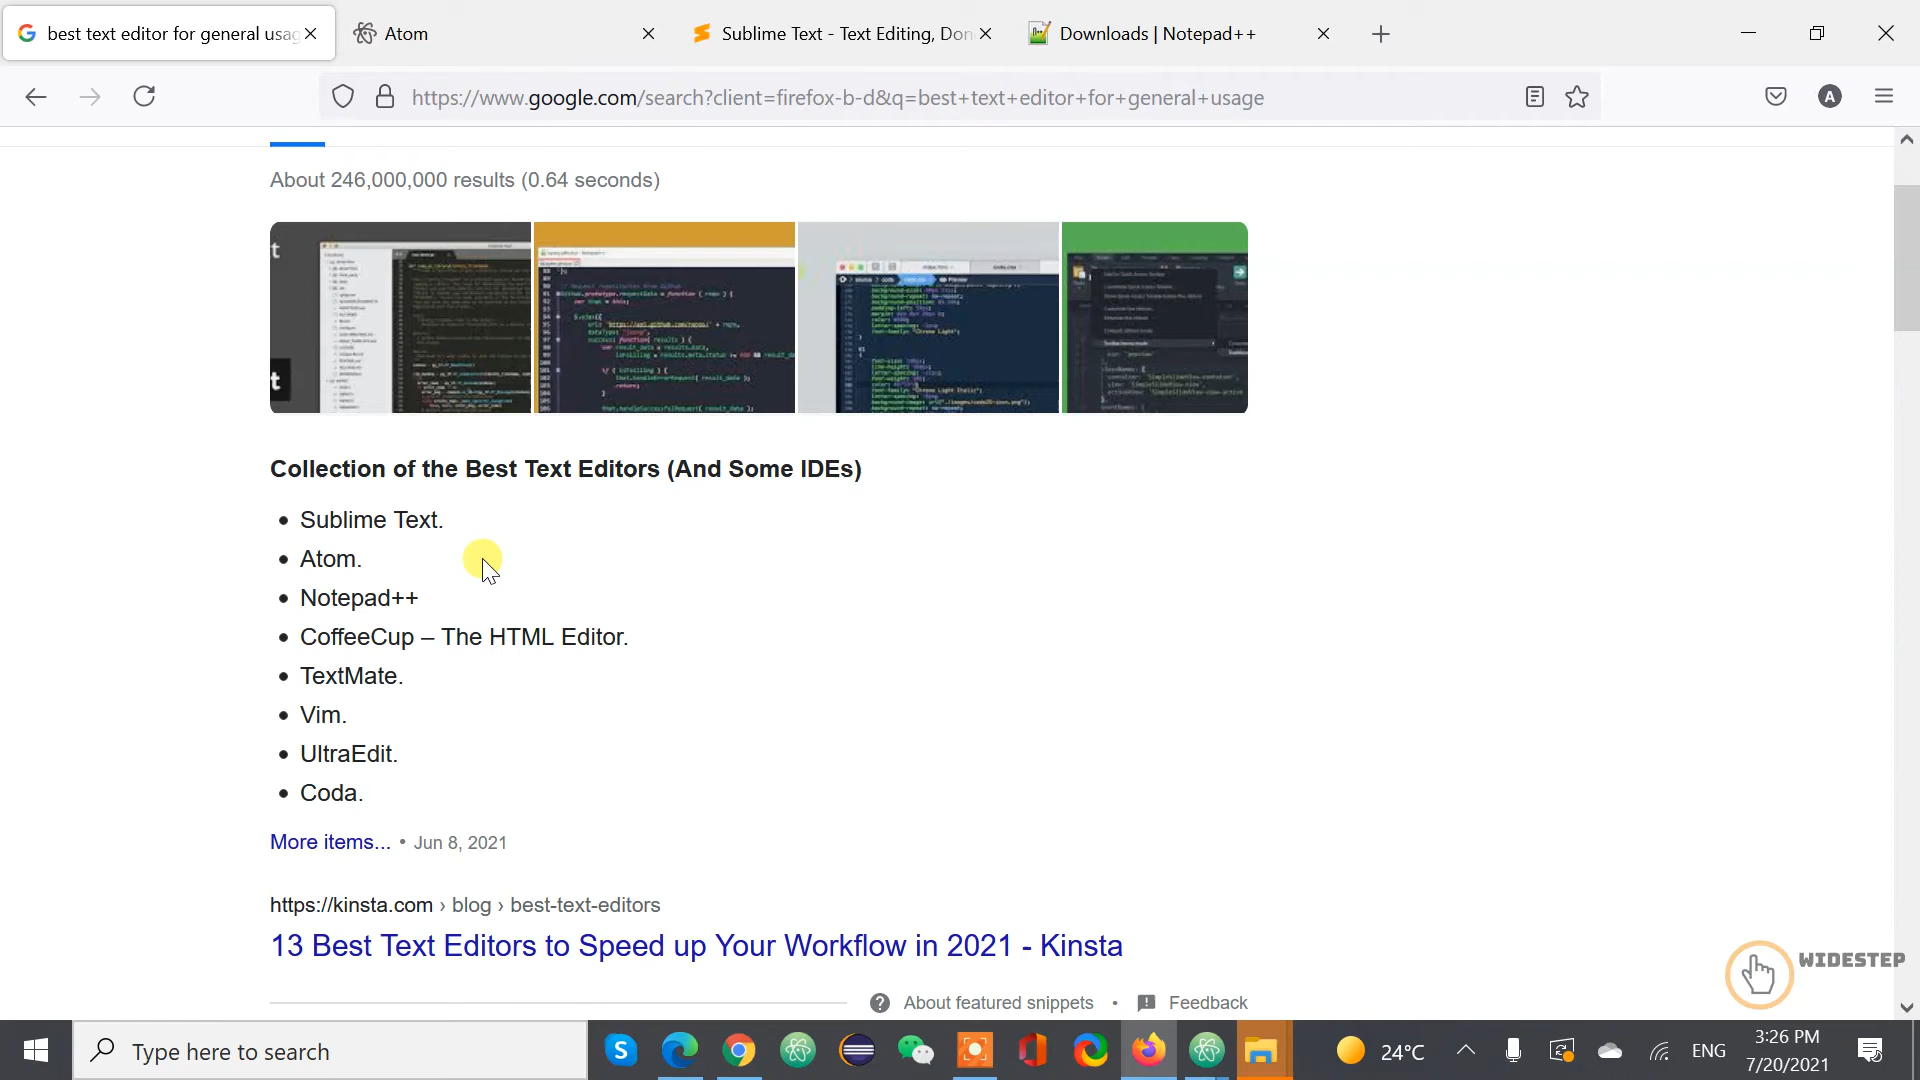 best text editor for general usag
Atom
Sublime Text - Text Editing, Don
Downloads | Notepad++
https://www.google.com/search?client=firefox-b-d&q=best+text+editor+for+general+usage
A
About 246,000,000 results (0.64 seconds)
Collection of the Best Text Editors (And Some IDEs)
• Sublime Text.
• Atom.
• Notepad++
• CoffeeCup – The HTML Editor.
• TextMate.
• Vim.
• UltraEdit.
• Coda.
More items... • Jun 8, 2021
https://kinsta.com › blog › best-text-editors
13 Best Text Editors to Speed up Your Workflow in 2021 - Kinsta
WIDESTEP
About featured snippets • Feedback
Type here to search
24°C
ENG
3:26 PM
7/20/2021